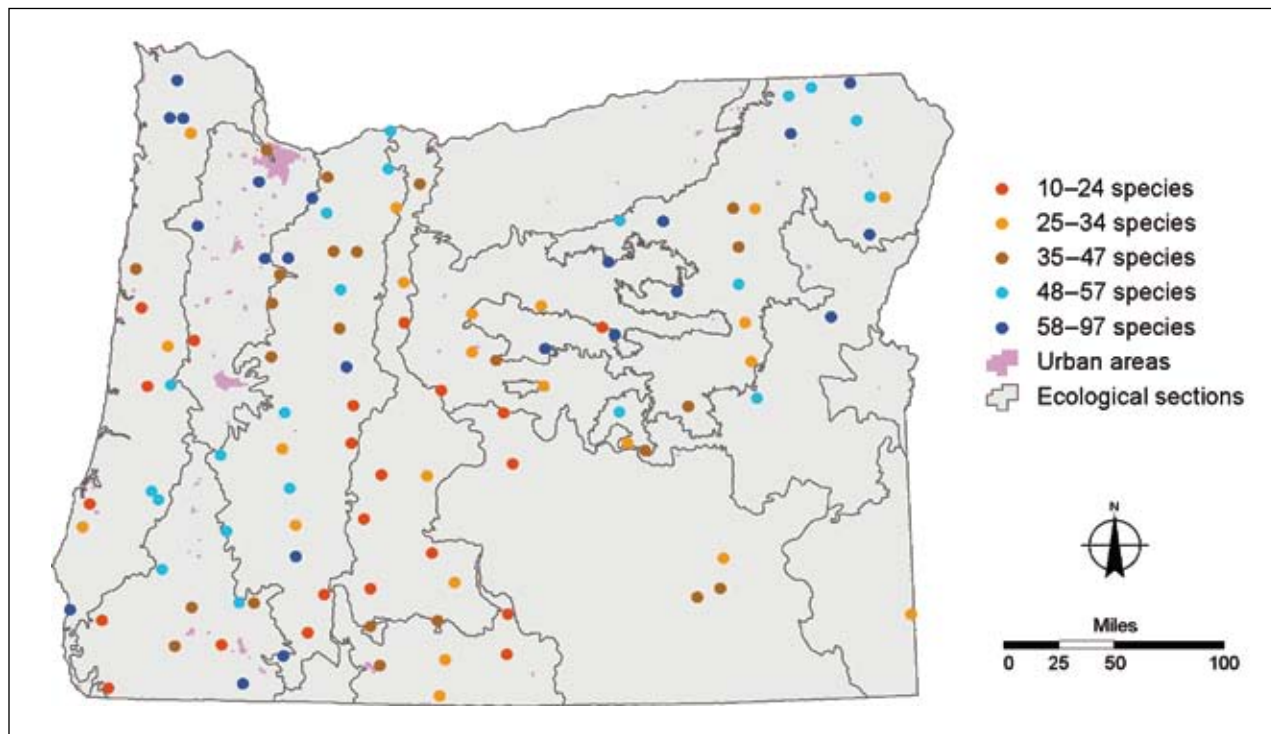 10–24 species
25–34 species
35–47 species
48–57 species
58–97 species
Urban areas
Ecological sections
N
Miles
0 25 50 100